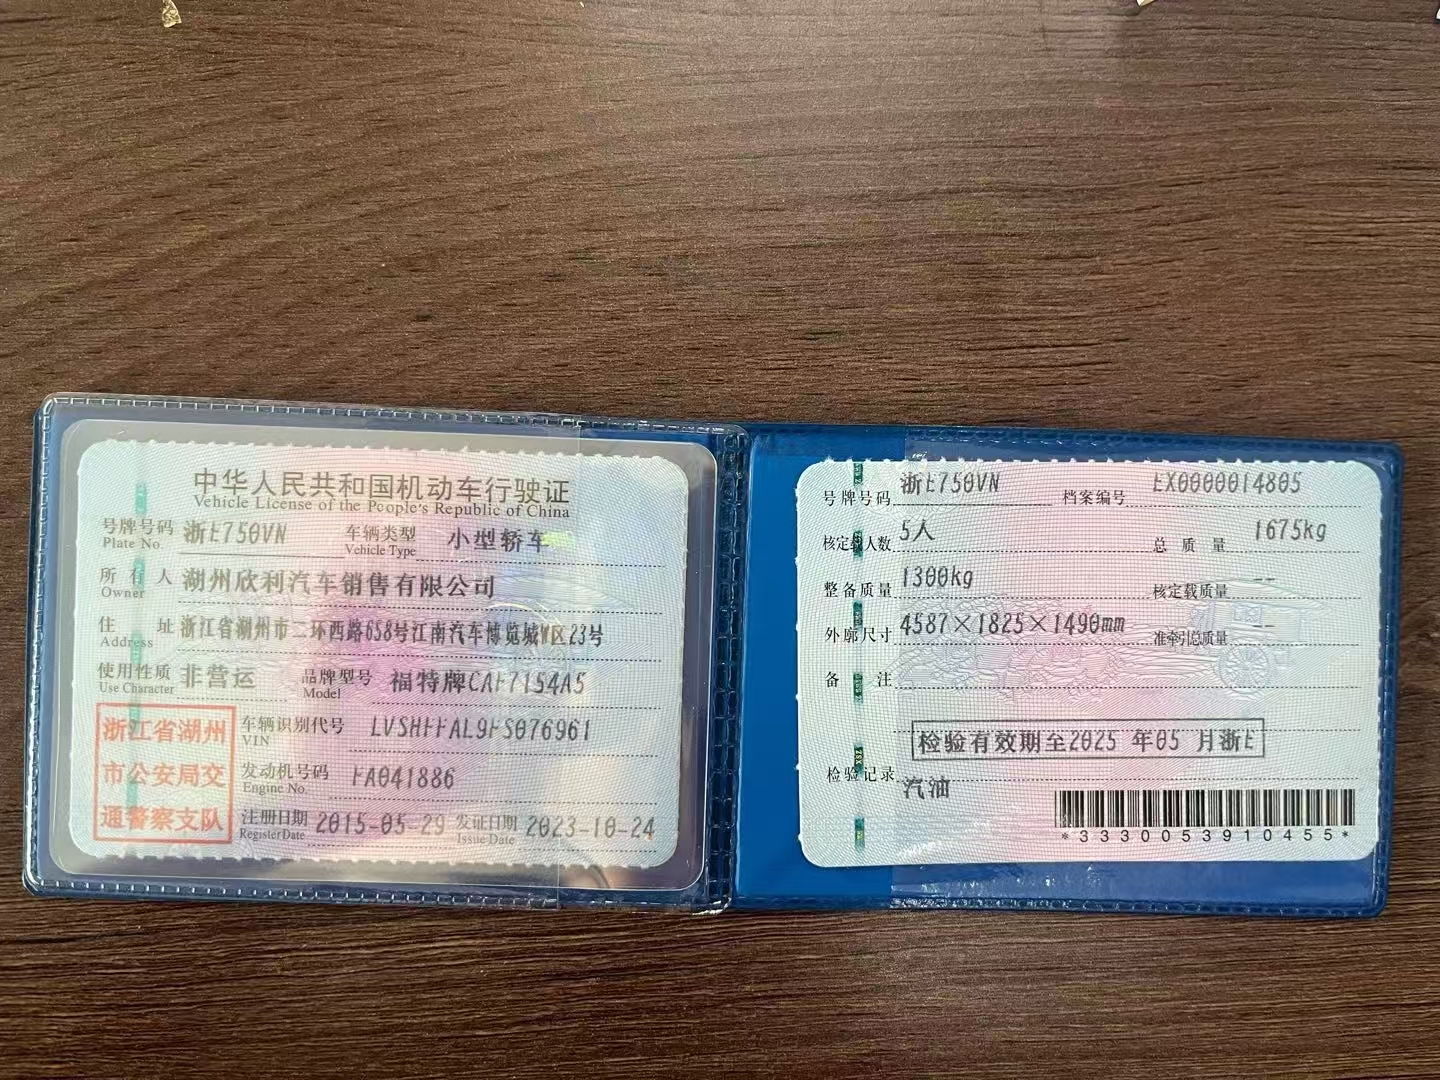 中华人民共和国机动车行驶证
Vehicle License of the People's Republic of China
号牌号码 浙E750VN 车辆类型 小型轿车
Plate No. Vehicle Type
所有人 湖州欣利汽车销售有限公司
Owner
住址 浙江省湖州市二环西路658号江南汽车博览城W区23号
Address
使用性质 非营运 品牌型号 福特牌CAF7154A5
Use Character Model
浙江省湖州
市公安局交
通警察支队
车辆识别代号 LVSHFFAL9FS076961
VIN
发动机号码 FA041886
Engine No.
注册日期 2015-05-29 发证日期 2023-10-24
Register Date Issue Date
号牌号码 浙E750VN 档案编号 EX0000014805
核定载人数 5人 总质量 1675kg
整备质量 1300kg 核定载质量 --
外廓尺寸 4587×1825×1490mm 准牵引总质量 --
备注
检验有效期至2025 年05 月浙E
检验记录
汽油
*3330053910455*